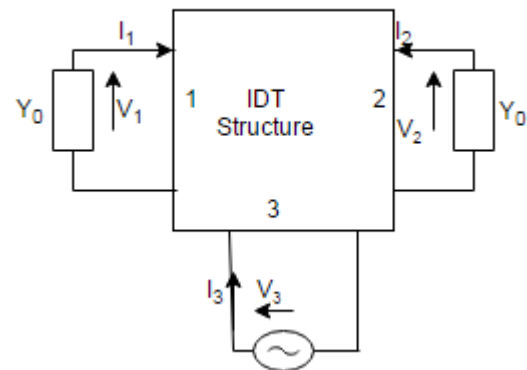 I₁
I₂
Y₀
V₁
1
IDT
Structure
2
V₂
Y₀
3
I₃
V₃